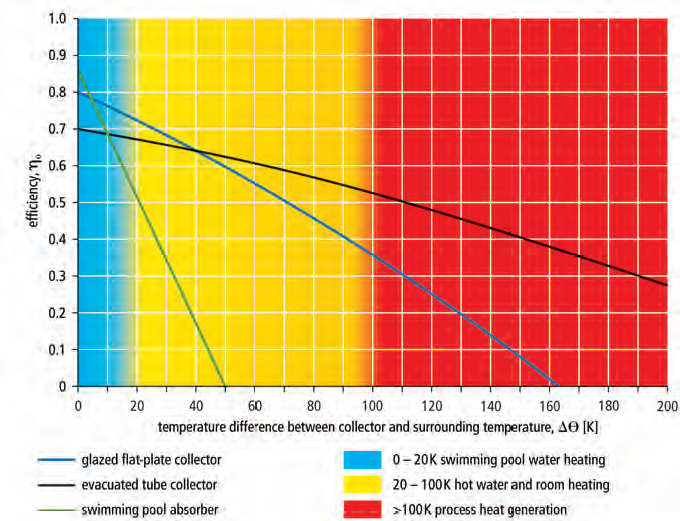 1.0
0.9
0.8
0.7
0.6
0.5
0.4
0.3
0.2
0.1
0
efficiency, η₀
0 20 40 60 80 100 120 140 160 180 200
temperature difference between collector and surrounding temperature, ΔΘ [K]
glazed flat-plate collector
evacuated tube collector
swimming pool absorber
0 – 20K swimming pool water heating
20 – 100K hot water and room heating
>100K process heat generation